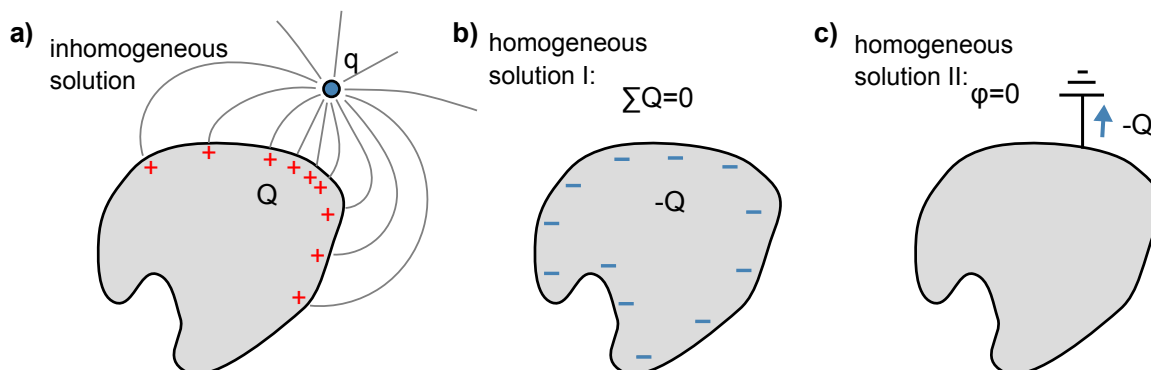 a) inhomogeneous
solution
q
Q
b) homogeneous
solution I:
∑Q=0
-Q
c) homogeneous
solution II:
φ=0
-Q